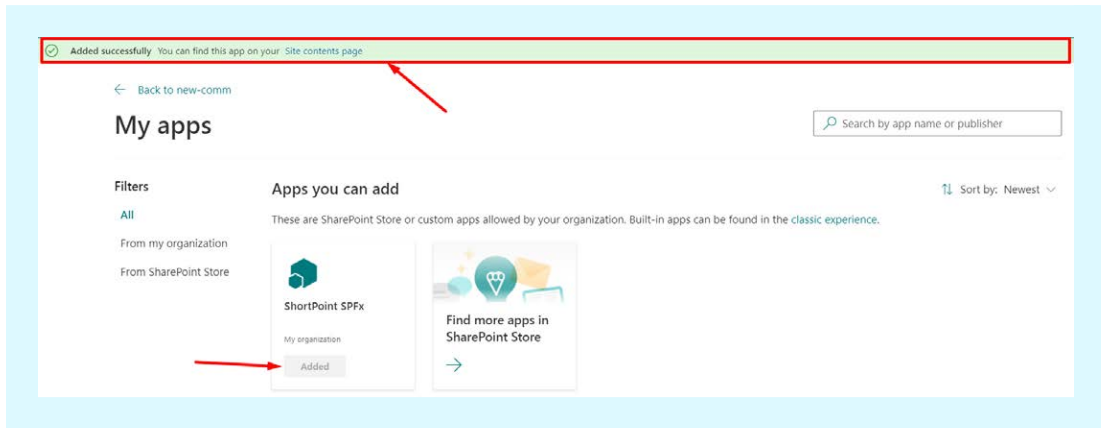 Added successfully You can find this app on your Site contents page
Back to new-comm
My apps
Search by app name or publisher
Filters
All
From my organization
From SharePoint Store
Apps you can add
Sort by: Newest
These are SharePoint Store or custom apps allowed by your organization. Built-in apps can be found in the classic experience.
ShortPoint SPFx
My organization
Added
Find more apps in
SharePoint Store